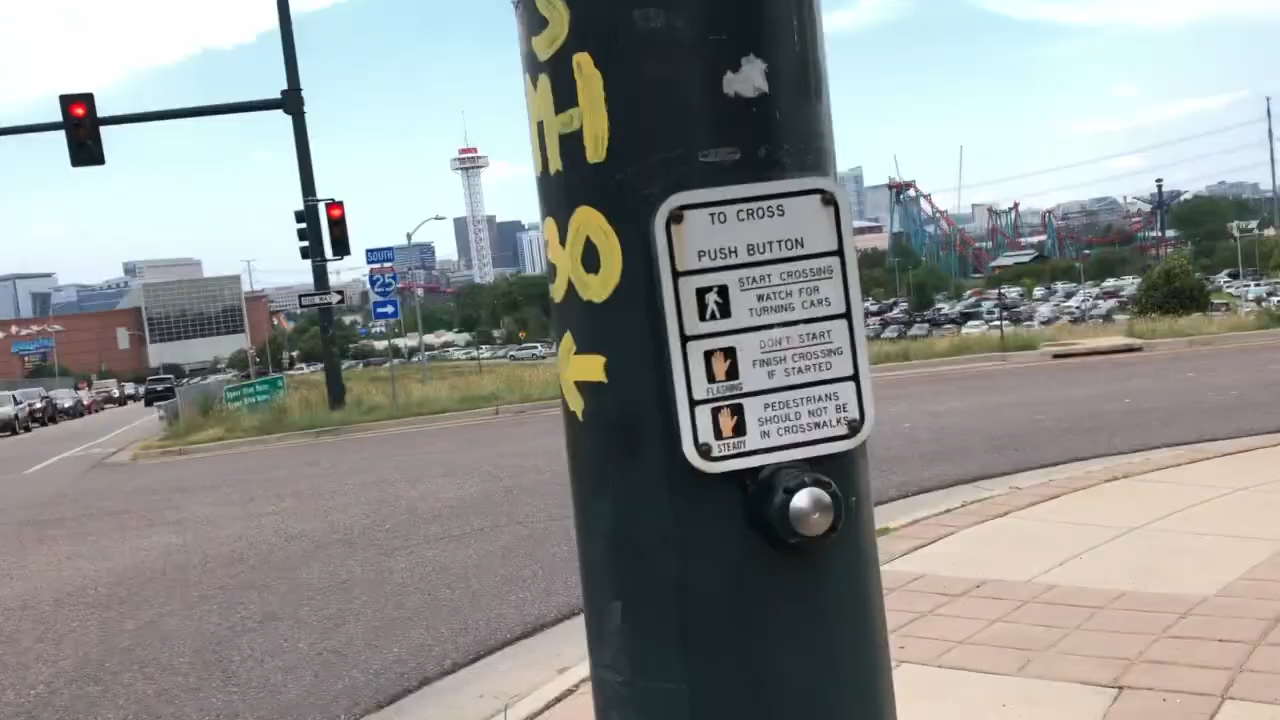 S
MH
30
TO CROSS
PUSH BUTTON
START CROSSING
WATCH FOR
TURNING CARS
DON'T START
FINISH CROSSING
IF STARTED
FLASHING
PEDESTRIANS
SHOULD NOT BE
IN CROSSWALKS
STEADY
SOUTH
25
ONE WAY